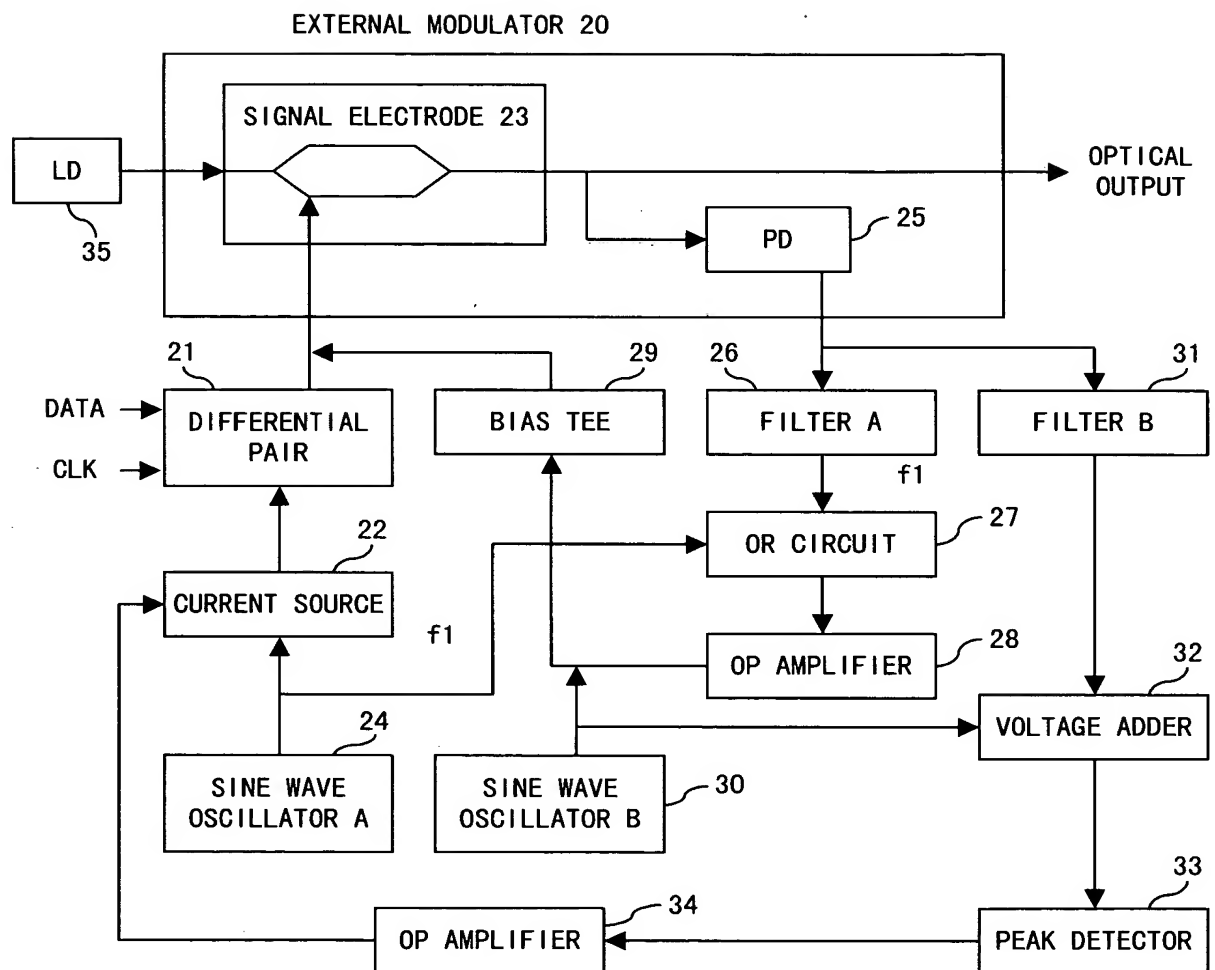 EXTERNAL MODULATOR 20
SIGNAL ELECTRODE 23
LD
35
OPTICAL
OUTPUT
PD
25
21
DATA
CLK
DIFFERENTIAL
PAIR
29
BIAS TEE
26
FILTER A
31
FILTER B
f1
27
OR CIRCUIT
22
CURRENT SOURCE
f1
28
OP AMPLIFIER
32
VOLTAGE ADDER
24
SINE WAVE
OSCILLATOR A
SINE WAVE
OSCILLATOR B
30
33
PEAK DETECTOR
34
OP AMPLIFIER